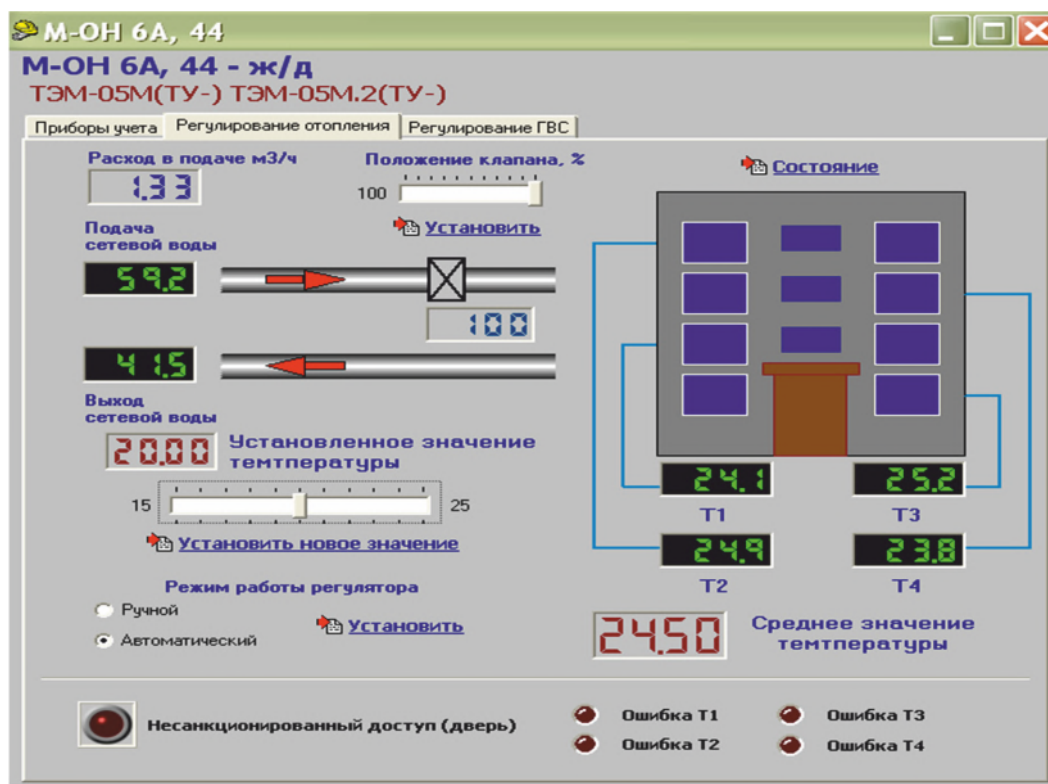 М-ОН 6А, 44
М-ОН 6А, 44 - ж/д
ТЭМ-05М(ТУ-) ТЭМ-05М.2(ТУ-)
Приборы учета Регулирование отопления Регулирование ГВС
Расход в подаче м3/ч
1.33
Положение клапана, %
100
Установить
Состояние
Подача
сетевой воды
59.2
100
41.5
Выход
сетевой воды
20.00
Установленное значение
темтпературы
15 25
Установить новое значение
Режим работы регулятора
Ручной
Автоматический
Установить
24.1 25.2
Т1 Т3
24.9 23.8
Т2 Т4
24.50
Среднее значение
темтпературы
Несанкционированный доступ (дверь)
Ошибка Т1 Ошибка Т3
Ошибка Т2 Ошибка Т4